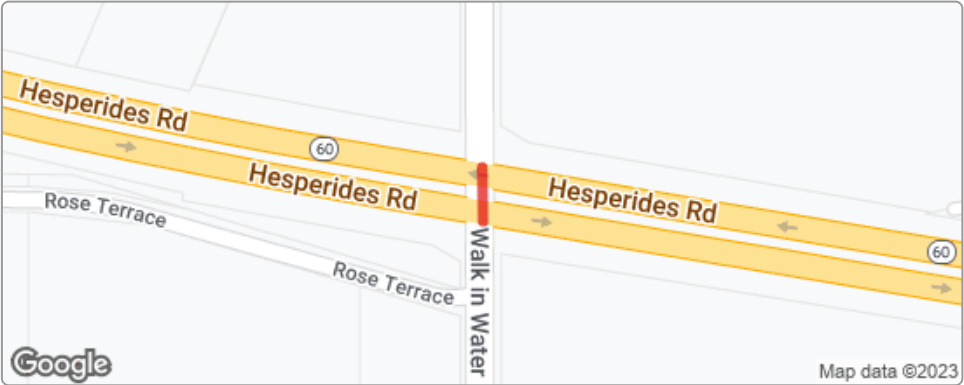 Hesperides Rd
60
Hesperides Rd
Hesperides Rd
Rose Terrace
60
Rose Terrace
Walk in Water
Google
Map data ©2023